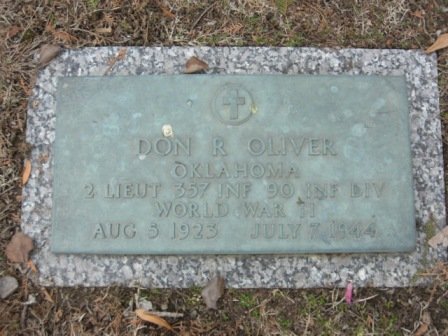 DON R OLIVER
OKLAHOMA
2 LIEUT 357 INF 90 INF DIV
WORLD WAR II
AUG 5 1923 JULY 7 1944